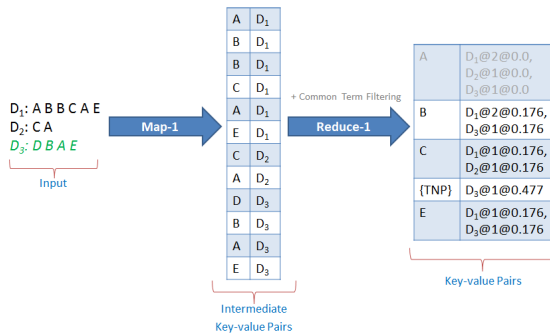 D₁: A B B C A E
D₂: C A
D₃: D B A E
Input
Map-1
A D₁
B D₁
B D₁
C D₁
A D₁
E D₁
C D₂
A D₂
D D₃
B D₃
A D₃
E D₃
Intermediate
Key-value Pairs
+ Common Term Filtering
Reduce-1
A D₁@2@0.0,
D₂@1@0.0,
D₃@1@0.0
B D₁@2@0.176,
D₃@1@0.176
C D₁@1@0.176,
D₂@1@0.176
{TNP} D₃@1@0.477
E D₁@1@0.176,
D₃@1@0.176
Key-value Pairs